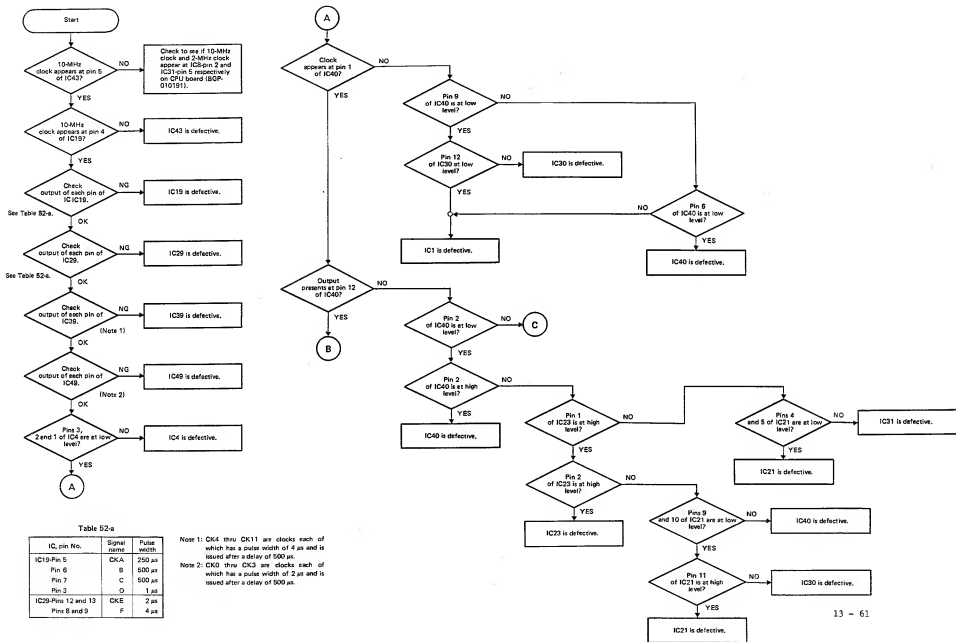 Start
10-MHz
clock appears at pin 5
of IC43?
NO
Check to see if 10-MHz
clock and 2-MHz clock
appear at IC8-pin 2 and
IC31-pin 5 respectively
on CPU board (BGP-
010191).
YES
10-MHz
clock appears at pin 4
of IC19?
NO
IC43 is defective.
YES
Check
output of each pin of
IC IC19.
NG
IC19 is defective.
See Table 52-a.
OK
Check
output of each pin of
IC29.
NG
IC29 is defective.
See Table 52-a.
OK
Check
output of each pin of
IC39.
NG
(Note 1)
IC39 is defective.
OK
Check
output of each pin of
IC49.
NG
(Note 2)
IC49 is defective.
OK
Pins 3,
2 and 1 of IC4 are at low
level?
NO
IC4 is defective.
YES
A
A
Clock
appears at pin 1
of IC40?
NO
YES
Pin 9
of IC40 is at low
level?
NO
YES
Pin 12
of IC30 at low
level?
NO
IC30 is defective.
YES
Pin 6
of IC40 is at low
level?
NO
YES
IC1 is defective.
IC40 is defective.
Output
presents at pin 12
of IC40?
NO
YES
B
Pin 2
of IC40 is at low
level?
NO
C
YES
Pin 2
of IC40 is at high
level?
NO
YES
IC40 is defective.
Pin 1
of IC23 is at high
level?
NO
YES
Pins 4
and 5 of IC21 are at low
level?
NO
IC31 is defective.
YES
IC21 is defective.
Pin 2
of IC23 is at high
level?
NO
YES
IC23 is defective.
Pins 9
and 10 of IC21 are at low
level?
NO
IC40 is defective.
YES
Pin 11
of IC21 is at high
level?
NO
IC30 is defective.
YES
IC21 is defective.
Table 52-a
IC, pin No. Signal name Pulse width
IC19-Pin 5 CKA 250 µs
Pin 6 B 500 µs
Pin 7 C 500 µs
Pin 3 D 1 µs
IC29-Pins 12 and 13 CKE 2 µs
Pins 8 and 9 F 4 µs
Note 1: CK4 thru CK11 are clocks each of
which has a pulse width of 4 µs and is
issued after a delay of 500 µs.
Note 2: CK0 thru CK3 are clocks each of
which has a pulse width of 2 µs and is
issued after a delay of 500 µs.
13 - 61